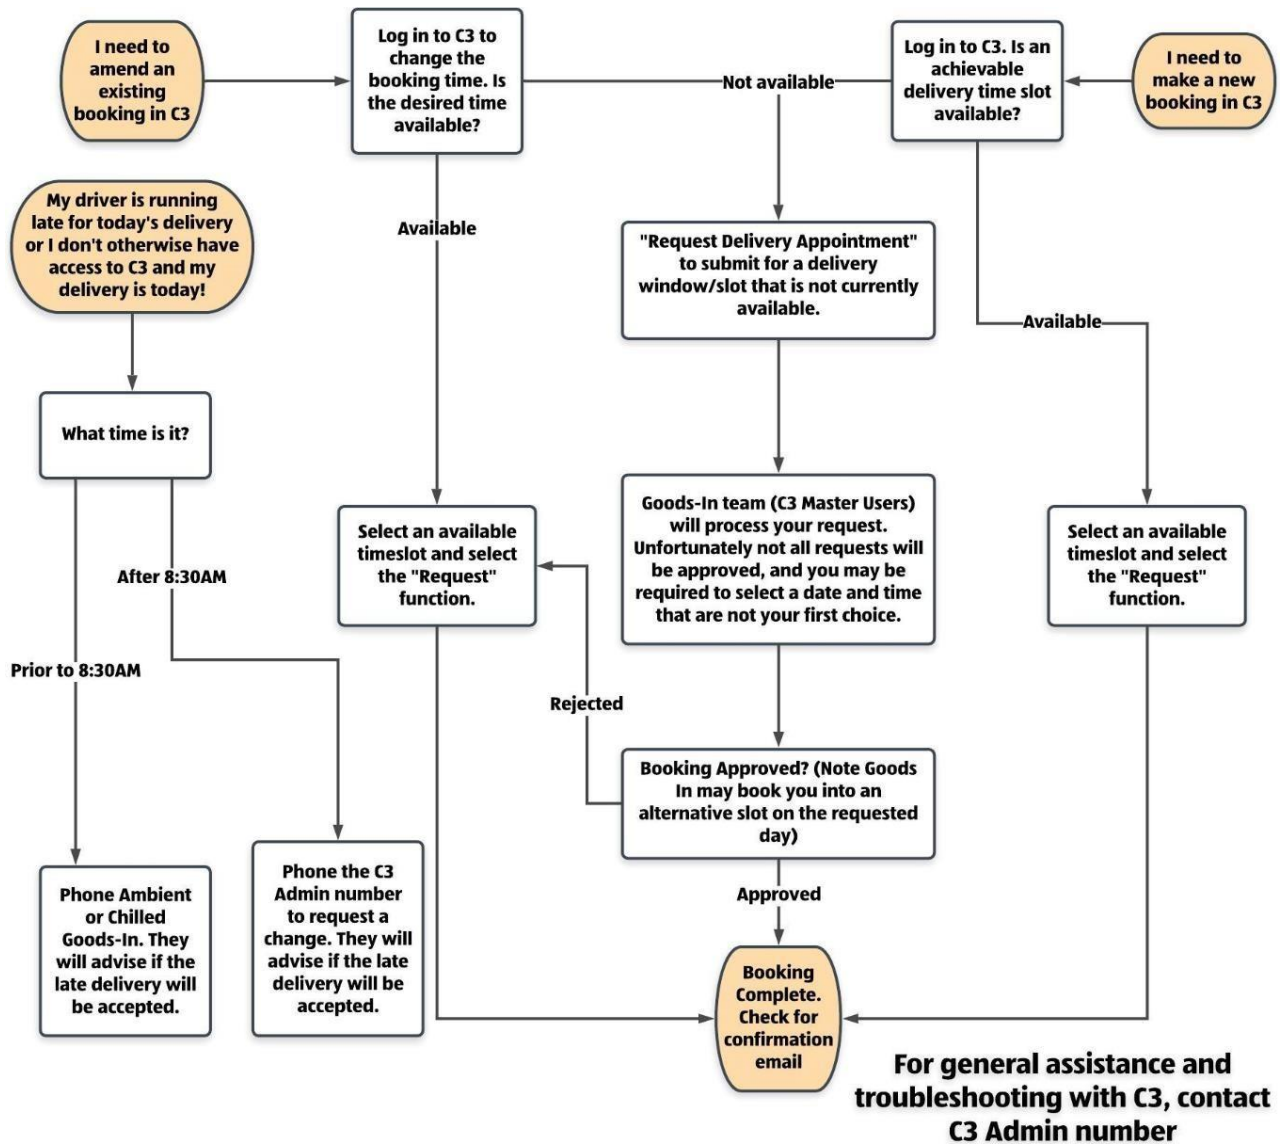 I need to
amend an
existing
booking in C3
Log in to C3 to
change the
booking time. Is
the desired time
available?
Not available
Log in to C3. Is an
achievable
delivery time slot
available?
I need to
make a new
booking in C3
My driver is running
late for today's delivery
or I don't otherwise have
access to C3 and my
delivery is today!
Available
"Request Delivery Appointment"
to submit for a delivery
window/slot that is not currently
available.
Available
What time is it?
Goods-In team (C3 Master Users)
will process your request.
Unfortunately not all requests will
be approved, and you may be
required to select a date and time
that are not your first choice.
Select an available
timeslot and select
the "Request"
function.
Select an available
timeslot and select
the "Request"
function.
After 8:30AM
Prior to 8:30AM
Rejected
Booking Approved? (Note Goods
In may book you into an
alternative slot on the requested
day)
Phone Ambient
or Chilled
Goods-In. They
will advise if the
late delivery will
be accepted.
Phone the C3
Admin number
to request a
change. They will
advise if the late
delivery will be
accepted.
Approved
Booking
Complete.
Check for
confirmation
email
For general assistance and
troubleshooting with C3, contact
C3 Admin number